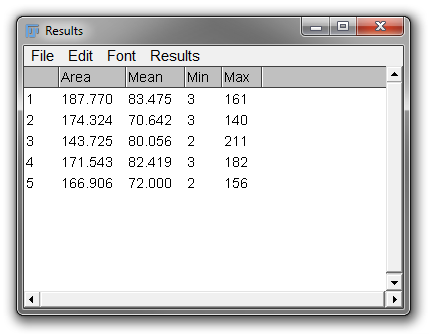 Results
File Edit Font Results
Area Mean Min Max
1 187.770 83.475 3 161
2 174.324 70.642 3 140
3 143.725 80.056 2 211
4 171.543 82.419 3 182
5 166.906 72.000 2 156